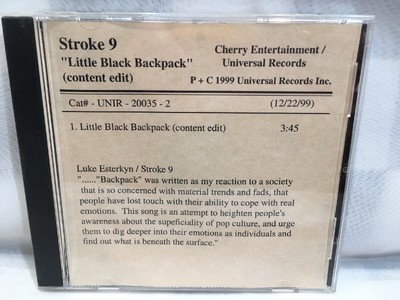 Stroke 9
"Little Black Backpack"
(content edit)
Cherry Entertainment /
Universal Records
P + C 1999 Universal Records Inc.
Cat# - UNIR - 20035 - 2 (12/22/99)
1. Little Black Backpack (content edit) 3:45
Luke Esterkyn / Stroke 9
"......"Backpack" was written as my reaction to a society
that is so concerned with material trends and fads, that
people have lost touch with their ability to cope with real
emotions. This song is an attempt to heighten people's
awareness about the supeficiality of pop culture, and urge
them to dig deeper into their emotions as individuals and
find out what is beneath the surface."